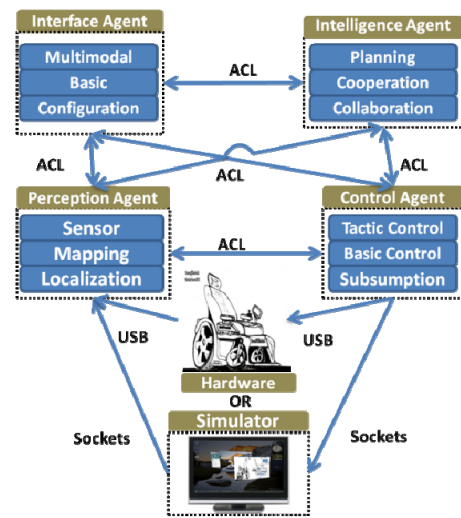 Interface Agent
Multimodal
Basic
Configuration
Intelligence Agent
Planning
Cooperation
Collaboration
ACL
ACL
ACL
ACL
Perception Agent
Sensor
Mapping
Localization
Control Agent
Tactic Control
Basic Control
Subsumption
ACL
USB
USB
Hardware
OR
Simulator
Sockets
Sockets